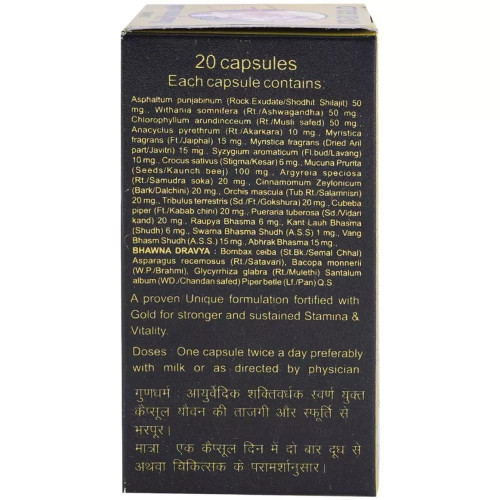 20 capsules
Each capsule contains:
Asphaltum punjabinum (Rock.Exudate/Shodhit Shilajit) 50
mg , Withania somnifera (Rt./Ashwagandha) 50 mg ,
Chlorophyllum arundincceum (Rt./Musli safed) 50 mg ,
Anacyclus pyrethrum (Rt./Akarkara) 10 mg , Myristica
fragrans (Ft./Jaiphal) 15 mg , Myristica fragrans (Dried Aril
part/Javitri) 15 mg , Syzygium aromaticum (Fl.bud/Lavang)
10 mg , Crocus sativus (Stigma/Kesar) 6 mg , Mucuna Prurita
(Seeds/Kaunch beej) 100 mg , Argyreia speciosa
(Rt./Samudra soka) 20 mg , Cinnamomum Zeylonicum
(Bark/Dalchini) 20 mg , Orchis mascula (Tub Rt./Salamnisri)
20 mg , Tribulus terrestris (Sd./Ft./Gokshura) 20 mg , Cubeba
piper (Ft./Kabab chini) 20 mg , Pueraria tuberosa (Sd./Vidari
kand) 20 mg , Raupya Bhasma 6 mg , Kant-Lauh Bhasma
(Shudh) 6 mg , Swarna Bhasma Shudh (A.S.S) 1 mg , Vang
Bhasm Shudh (A.S.S.) 15 mg , Abhrak Bhasma 15 mg ,
BHAWNA DRAVYA : Bombax ceiba (St.Bk./Semal Chhal)
Asparagus recemosus (Rt./Satavari), Bacopa monnerii
(W.P./Brahmi), Glycyrrhiza glabra (Rt./Mulethi) Santalum
album (WD./Chandan safed) Piper betle (Lf./Pan) Q.S
A proven Unique formulation fortified with
Gold for stronger and sustained Stamina &
Vitality.
Doses : One capsule twice a day preferably
with milk or as directed by physician.
गुणधर्म : आयुर्वेदिक शक्तिवर्धक स्वर्ण युक्त
कैप्सूल यौवन की ताजगी और स्फूर्ति से
भरपूर।
मात्रा : एक कैप्सूल दिन में दो बार दूध से
अथवा चिकित्सक के परामर्शानुसार।